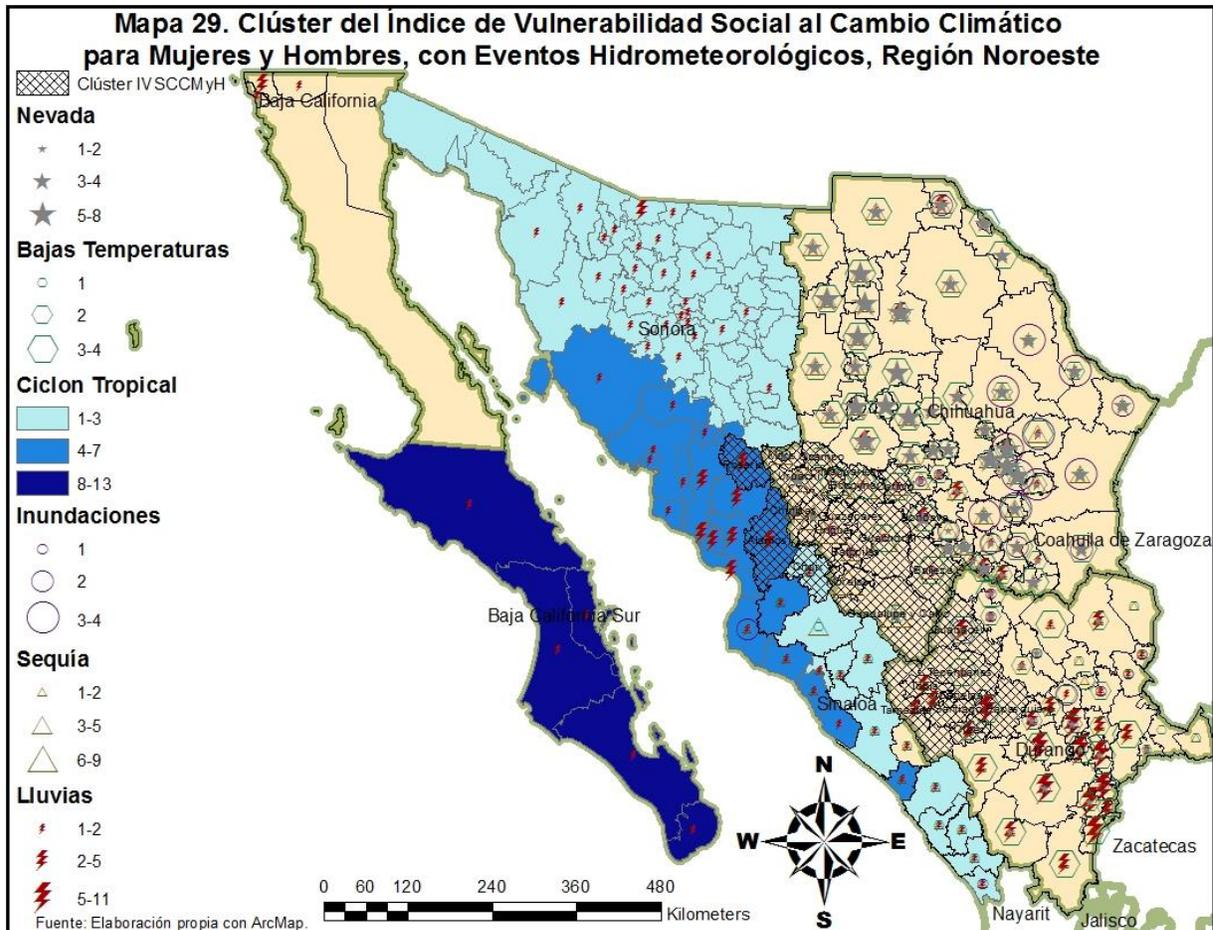 Mapa 29. Clúster del Índice de Vulnerabilidad Social al Cambio Climático
para Mujeres y Hombres, con Eventos Hidrometeorológicos, Región Noroeste
Clúster IVSCCMyH
Nevada
1-2
3-4
5-8
Bajas Temperaturas
1
2
3-4
Ciclon Tropical
1-3
4-7
8-13
Inundaciones
1
2
3-4
Sequía
1-2
3-5
6-9
Lluvias
1-2
2-5
5-11
Fuente: Elaboración propia con ArcMap.
0 60 120 240 360 480
Kilometers
N
W E
S
Baja California
Sonora
Chihuahua
Coahuila de Zaragoza
Baja California Sur
Sinaloa
Durango
Zacatecas
Nayarit
Jalisco